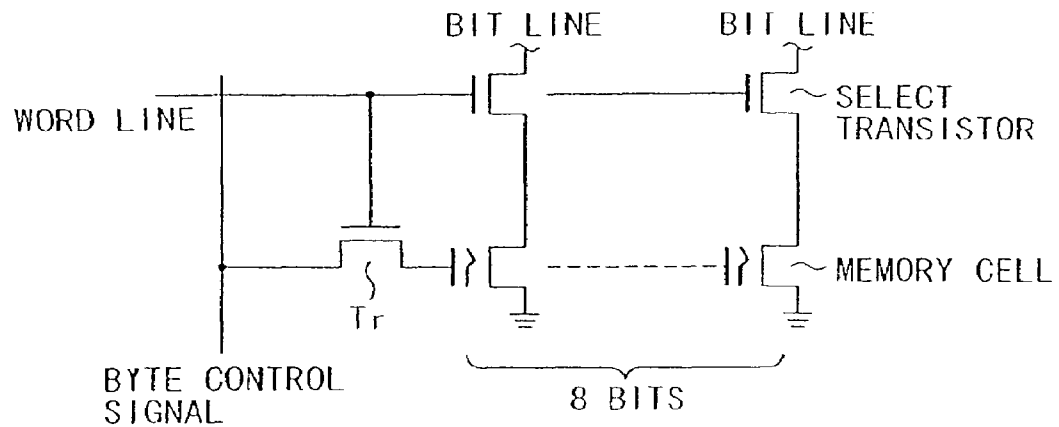 BIT LINE
BIT LINE
WORD LINE
SELECT
TRANSISTOR
MEMORY CELL
Tr
BYTE CONTROL
SIGNAL
8 BITS